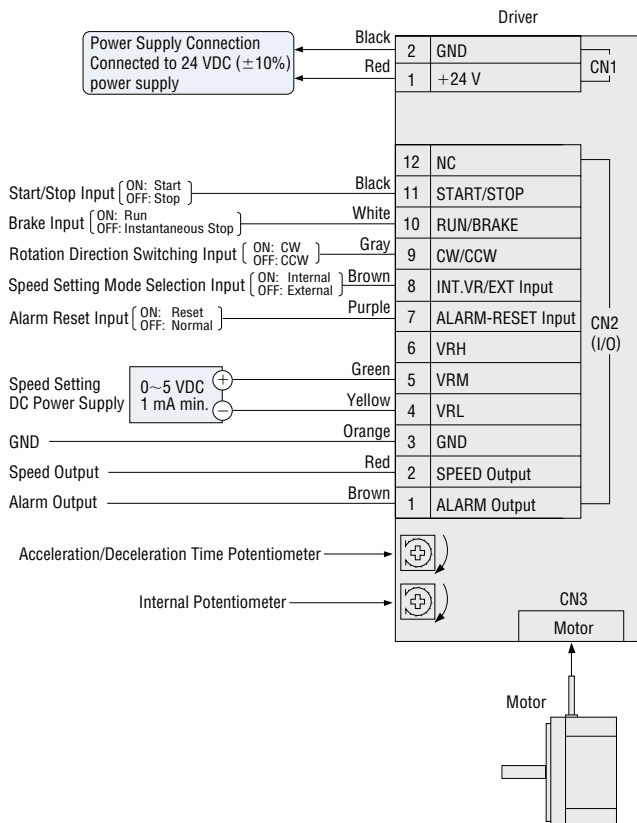 Driver
Power Supply Connection
Connected to 24 VDC (±10%)
power supply
Black
2 GND
Red
1 +24 V
CN1
12 NC
Start/Stop Input [ON: Start
OFF: Stop]
Black
11 START/STOP
Brake Input [ON: Run
OFF: Instantaneous Stop]
White
10 RUN/BRAKE
Rotation Direction Switching Input [ON: CW
OFF: CCW]
Gray
9 CW/CCW
Speed Setting Mode Selection Input [ON: Internal
OFF: External]
Brown
8 INT.VR/EXT Input
Alarm Reset Input [ON: Reset
OFF: Normal]
Purple
7 ALARM-RESET Input
CN2
(I/O)
6 VRH
Speed Setting
DC Power Supply
0~5 VDC
1 mA min.
+
−
Green
5 VRM
Yellow
4 VRL
GND
Orange
3 GND
Speed Output
Red
2 SPEED Output
Alarm Output
Brown
1 ALARM Output
Acceleration/Deceleration Time Potentiometer
Internal Potentiometer
CN3
Motor
Motor